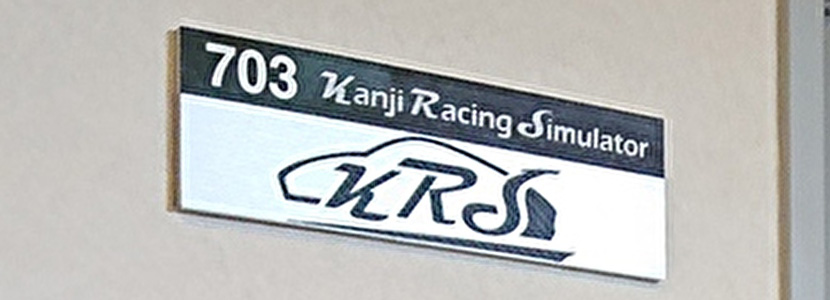 703 Kanji Racing Simulator
KRS